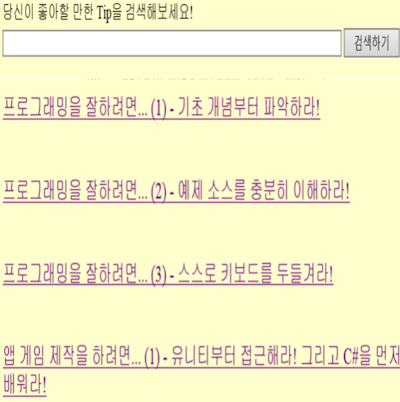 당신이 좋아할 만한 Tip을 검색해보세요!
검색하기
프로그래밍을 잘하려면... (1) - 기초 개념부터 파악하라!
프로그래밍을 잘하려면... (2) - 예제 소스를 충분히 이해하라!
프로그래밍을 잘하려면... (3) - 스스로 키보드를 두들겨라!
앱 게임 제작을 하려면... (1) - 유니티부터 접근해라! 그리고 C#을 먼저
배워라!